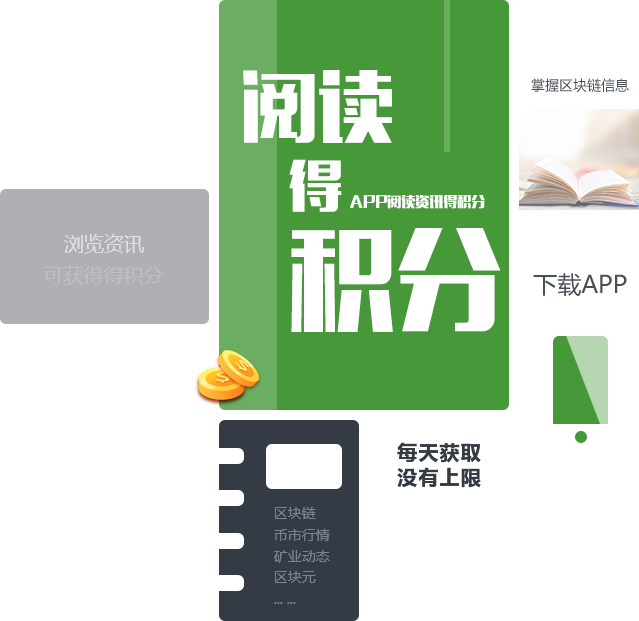 阅读
得
APP阅读资讯得积分
积分
掌握区块链信息
浏览资讯
可获得得积分
下载APP
每天获取
没有上限
区块链
币市行情
矿业动态
区块元
... ...